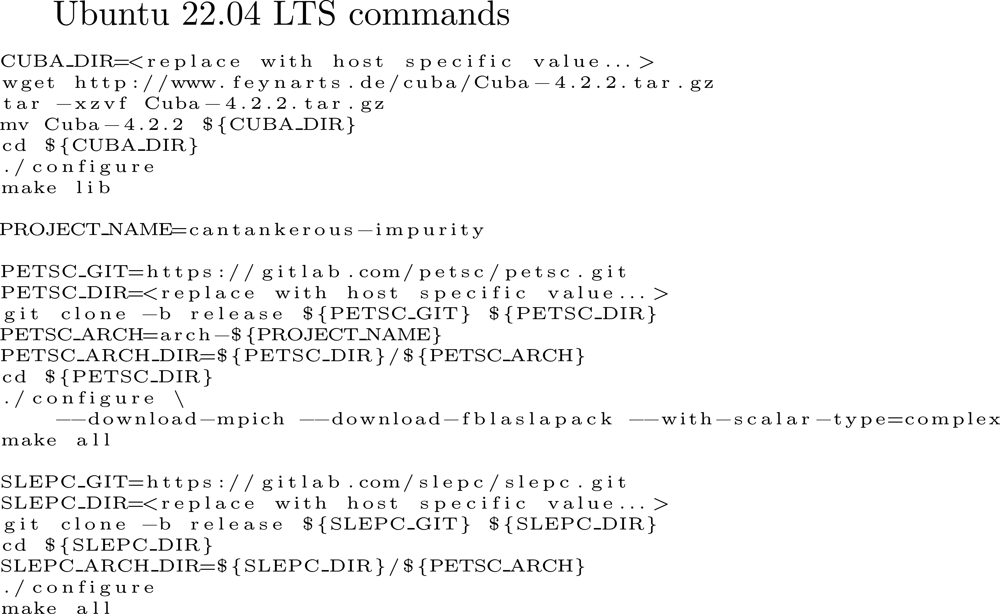 Ubuntu 22.04 LTS commands
CUBA_DIR=<replace with host specific value...>
wget http://www.feynarts.de/cuba/Cuba-4.2.2.tar.gz
tar -xzvf Cuba-4.2.2.tar.gz
mv Cuba-4.2.2 ${CUBA_DIR}
cd ${CUBA_DIR}
./configure
make lib
PROJECT_NAME=cantankerous-impurity
PETSC_GIT=https://gitlab.com/petsc/petsc.git
PETSC_DIR=<replace with host specific value...>
git clone -b release ${PETSC_GIT} ${PETSC_DIR}
PETSC_ARCH=arch-${PROJECT_NAME}
PETSC_ARCH_DIR=${PETSC_DIR}/${PETSC_ARCH}
cd ${PETSC_DIR}
./configure \
--download-mpich --download-fblaslapack --with-scalar-type=complex
make all
SLEPC_GIT=https://gitlab.com/slepc/slepc.git
SLEPC_DIR=<replace with host specific value...>
git clone -b release ${SLEPC_GIT} ${SLEPC_DIR}
cd ${SLEPC_DIR}
SLEPC_ARCH_DIR=${SLEPC_DIR}/${PETSC_ARCH}
./configure
make all